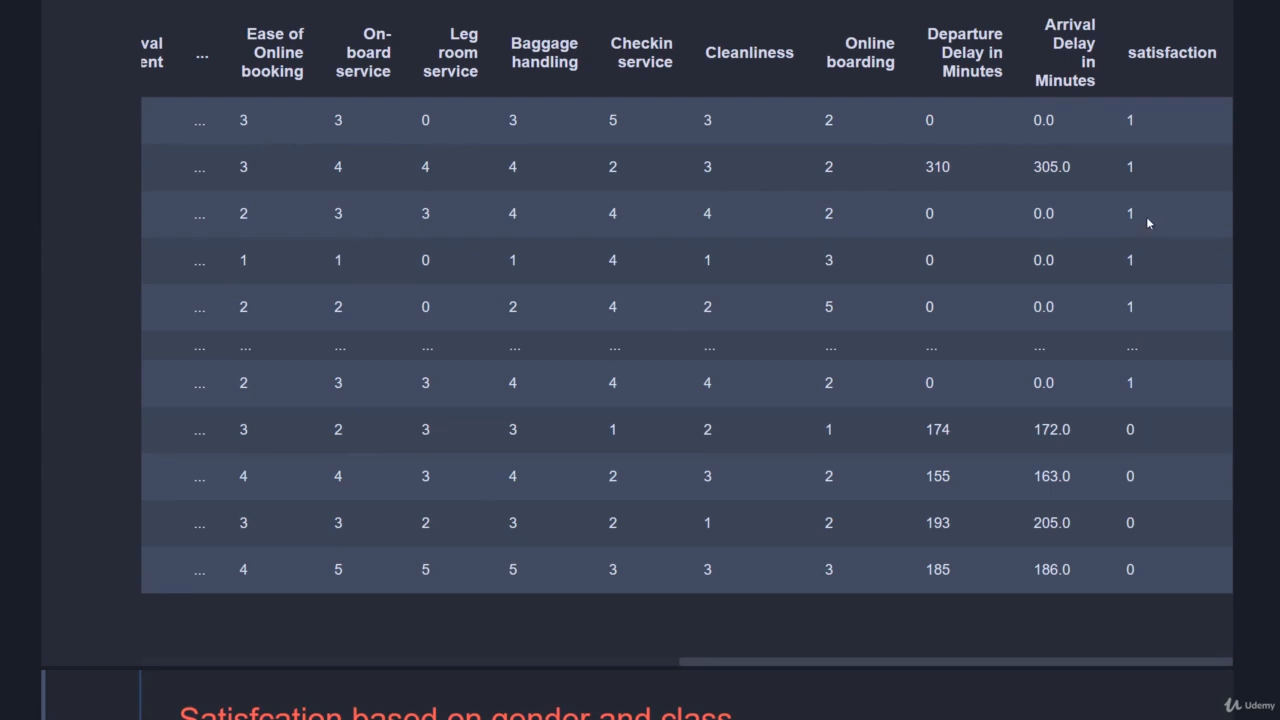 val ent ... Ease of Online booking On-board service Leg room service Baggage handling Checkin service Cleanliness Online boarding Departure Delay in Minutes Arrival Delay in Minutes satisfaction
... 3 3 0 3 5 3 2 0 0.0 1
... 3 4 4 4 2 3 2 310 305.0 1
... 2 3 3 4 4 4 2 0 0.0 1
... 1 1 0 1 4 1 3 0 0.0 1
... 2 2 0 2 4 2 5 0 0.0 1
... ... ... ... ... ... ... ... ... ... ...
... 2 3 3 4 4 4 2 0 0.0 1
... 3 2 3 3 1 2 1 174 172.0 0
... 4 4 3 4 2 3 2 155 163.0 0
... 3 3 2 3 2 1 2 193 205.0 0
... 4 5 5 5 3 3 3 185 186.0 0
Satisfcation based on gender and class
Udemy